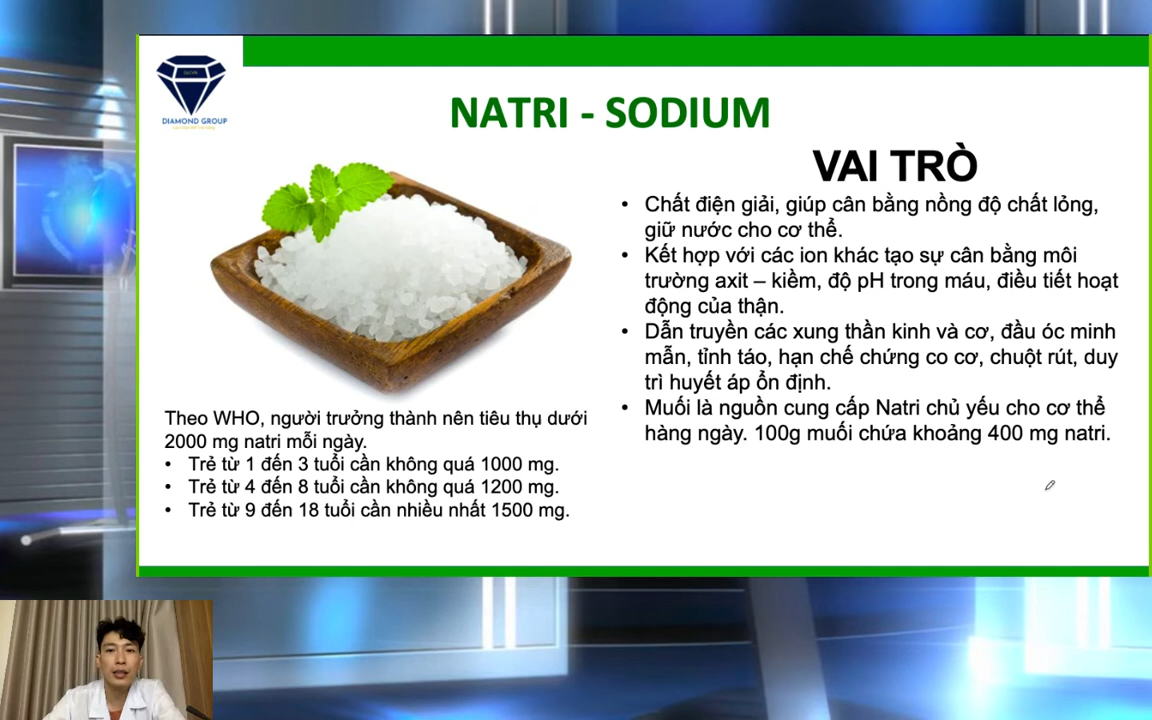 DIAMOND GROUP
NATRI - SODIUM
VAI TRÒ
• Chất điện giải, giúp cân bằng nồng độ chất lỏng,
giữ nước cho cơ thể.
• Kết hợp với các ion khác tạo sự cân bằng môi
trường axit – kiềm, độ pH trong máu, điều tiết hoạt
động của thận.
• Dẫn truyền các xung thần kinh và cơ, đầu óc minh
mẫn, tỉnh táo, hạn chế chứng co cơ, chuột rút, duy
trì huyết áp ổn định.
• Muối là nguồn cung cấp Natri chủ yếu cho cơ thể
hàng ngày. 100g muối chứa khoảng 400 mg natri.
Theo WHO, người trưởng thành nên tiêu thụ dưới
2000 mg natri mỗi ngày.
• Trẻ từ 1 đến 3 tuổi cần không quá 1000 mg.
• Trẻ từ 4 đến 8 tuổi cần không quá 1200 mg.
• Trẻ từ 9 đến 18 tuổi cần nhiều nhất 1500 mg.